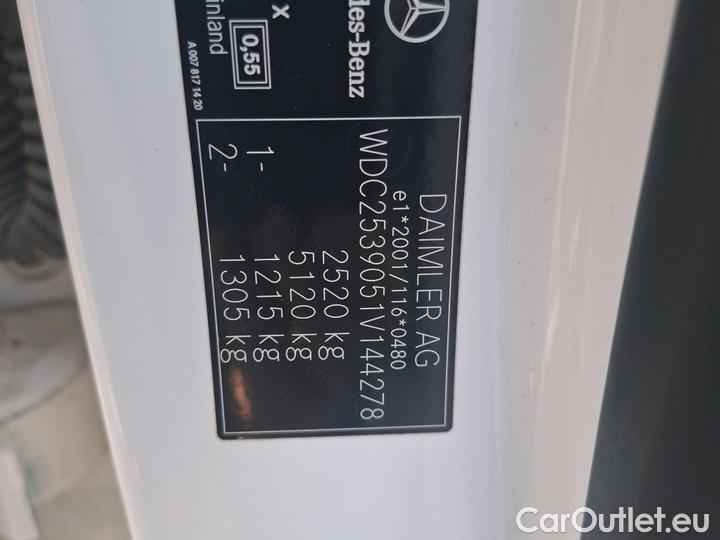 des-Benz
x
0,55
inland
A 007 817 14 20
DAIMLER AG
e1*2001/116*0480
WDC2539051V144278
2520 kg
5120 kg
1- 1215 kg
2- 1305 kg
CarOutlet.eu